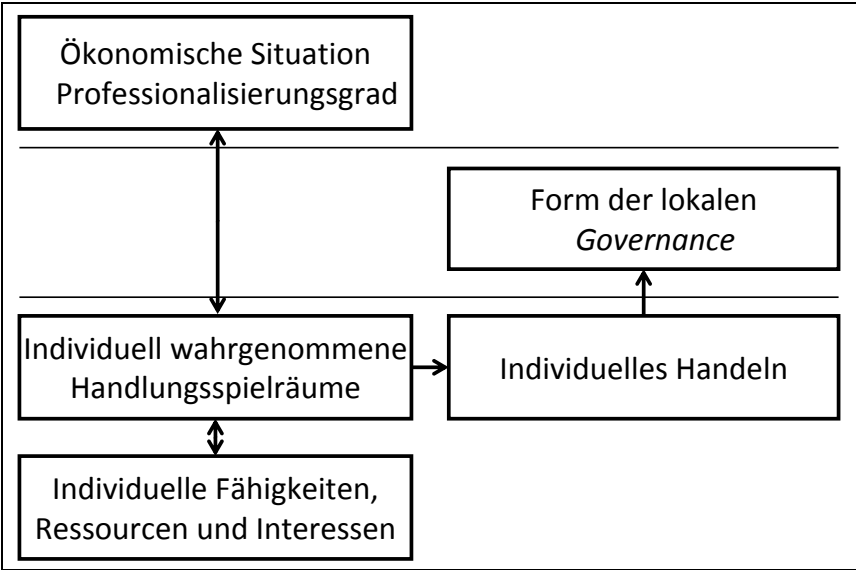 Ökonomische Situation
Professionalisierungsgrad
Form der lokalen
Governance
Individuell wahrgenommene
Handlungsspielräume
Individuelles Handeln
Individuelle Fähigkeiten,
Ressourcen und Interessen